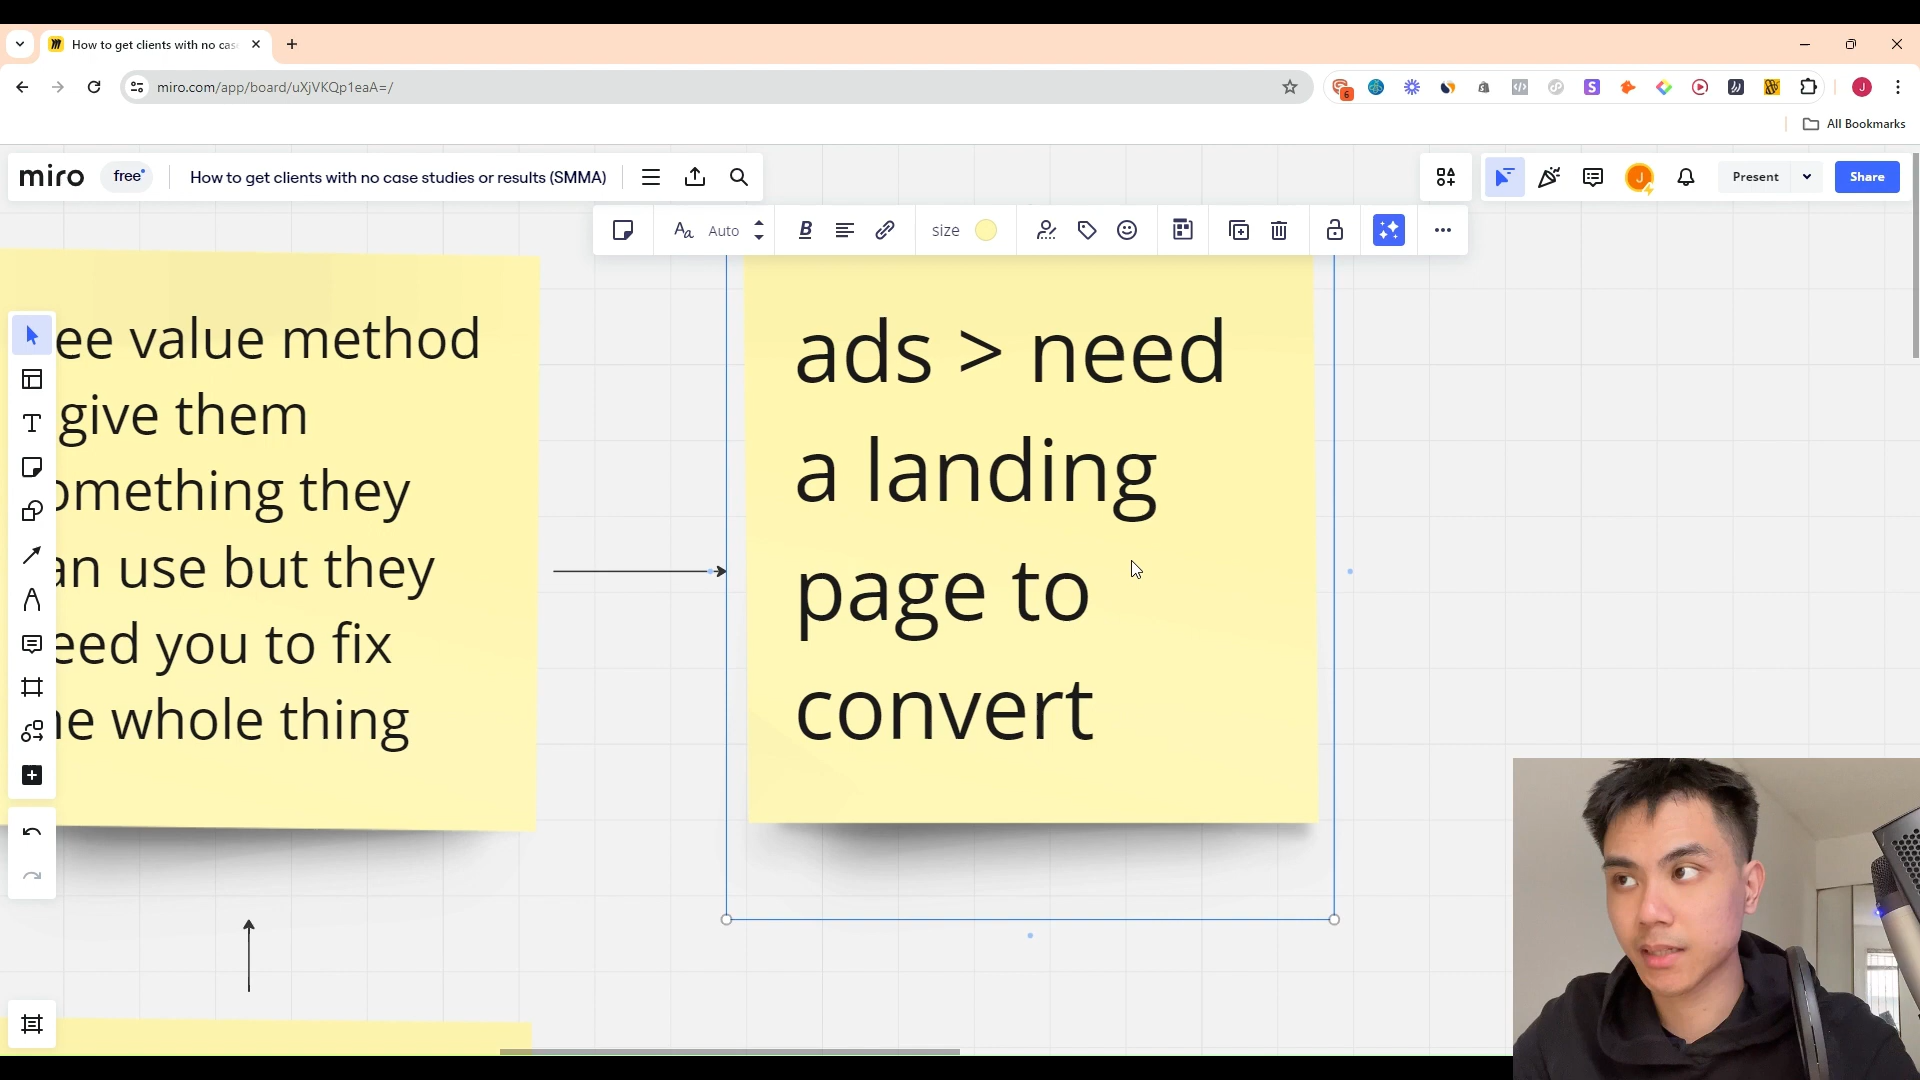 How to get clients with no cas
miro.com/app/board/uXjVKQp1eaA=/
6
J
All Bookmarks
miro
free
How to get clients with no case studies or results (SMMA)
J
Present
Share
Auto
B
size
ee value method
give them
omething they
an use but they
eed you to fix
he whole thing
ads > need
a landing
page to
convert